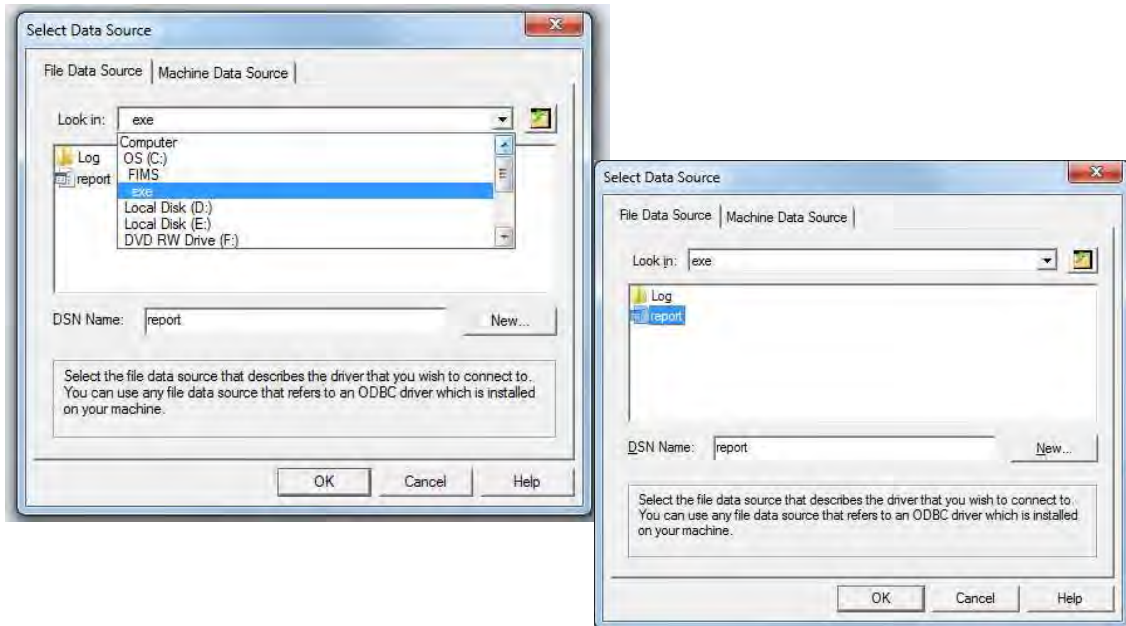 Select Data Source
File Data Source
Machine Data Source
Look in:
exe
Computer
OS (C:)
FIMS
exe
Local Disk (D:)
Local Disk (E:)
DVD RW Drive (F:)
Log
report
DSN Name:
report
New...
Select the file data source that describes the driver that you wish to connect to.
You can use any file data source that refers to an ODBC driver which is installed
on your machine.
OK
Cancel
Help
Select Data Source
File Data Source
Machine Data Source
Look in:
exe
Log
report
DSN Name:
report
New...
Select the file data source that describes the driver that you wish to connect to.
You can use any file data source that refers to an ODBC driver which is installed
on your machine.
OK
Cancel
Help